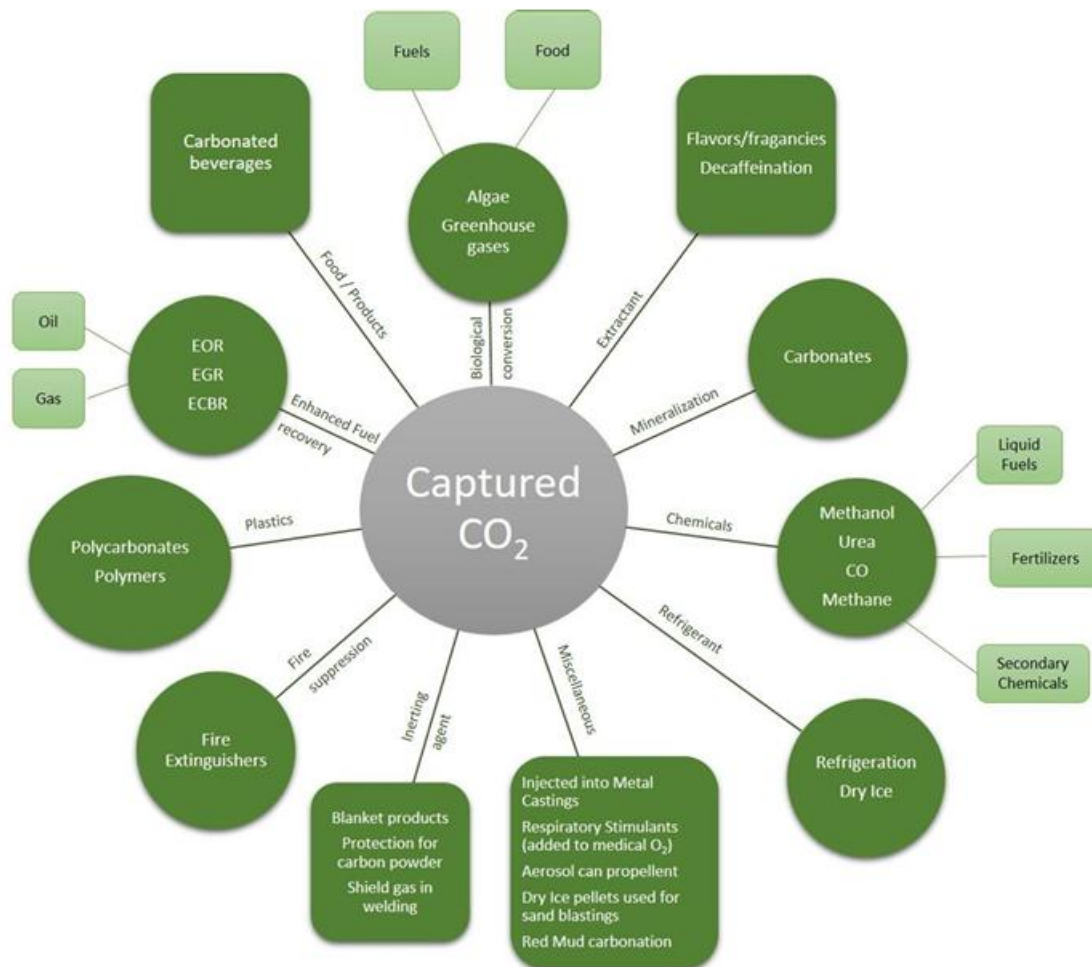 Fuels
Food
Carbonated
beverages
Algae
Greenhouse
gases
Flavors/fragancies
Decaffeination
Food / Products
Biological
conversion
Extractant
Oil
Gas
EOR
EGR
ECBR
Enhanced Fuel
recovery
Carbonates
Mineralization
Captured
CO₂
Plastics
Polycarbonates
Polymers
Chemicals
Methanol
Urea
CO
Methane
Liquid
Fuels
Fertilizers
Secondary
Chemicals
Fire
suppression
Fire
Extinguishers
Inerting
agent
Blanket products
Protection for
carbon powder
Shield gas in
welding
Miscellaneous
Injected into Metal
Castings
Respiratory Stimulants
(added to medical O₂)
Aerosol can propellent
Dry Ice pellets used for
sand blastings
Red Mud carbonation
Refrigerant
Refrigeration
Dry Ice